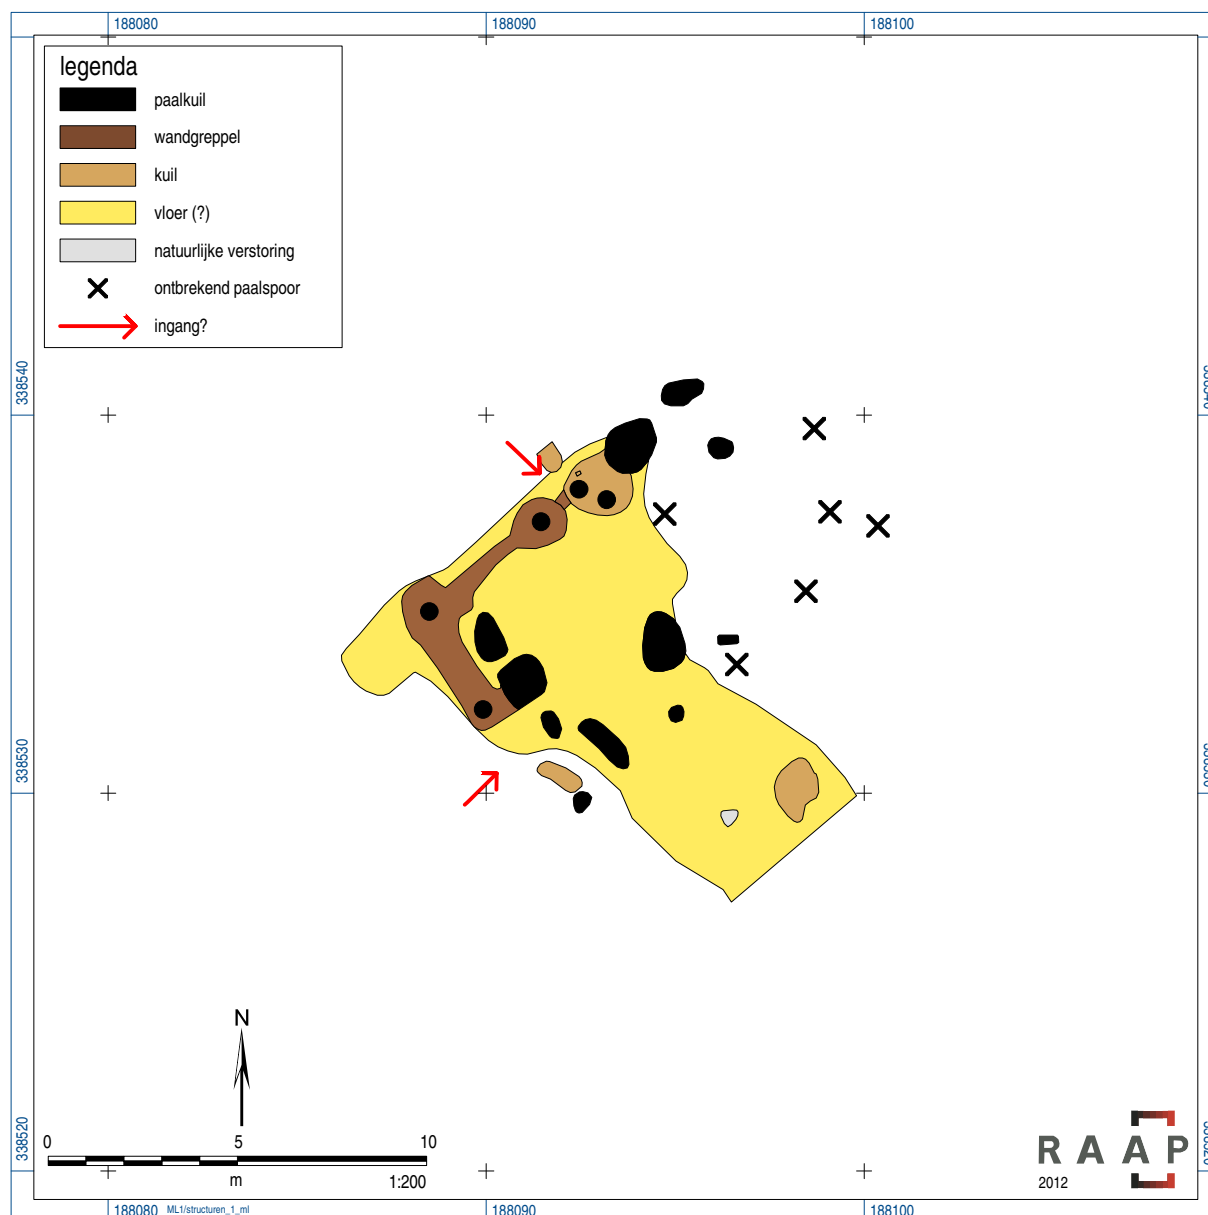 188080 188090 188100
legenda
paalkuil
wandgreppel
kuil
vloer (?)
natuurlijke verstoring
ontbrekend paalspoor
ingang?
338540
338530
N
338520
0 5 10
m 1:200
RAAP
2012
188080 ML1/structuren_1_ml 188090 188100